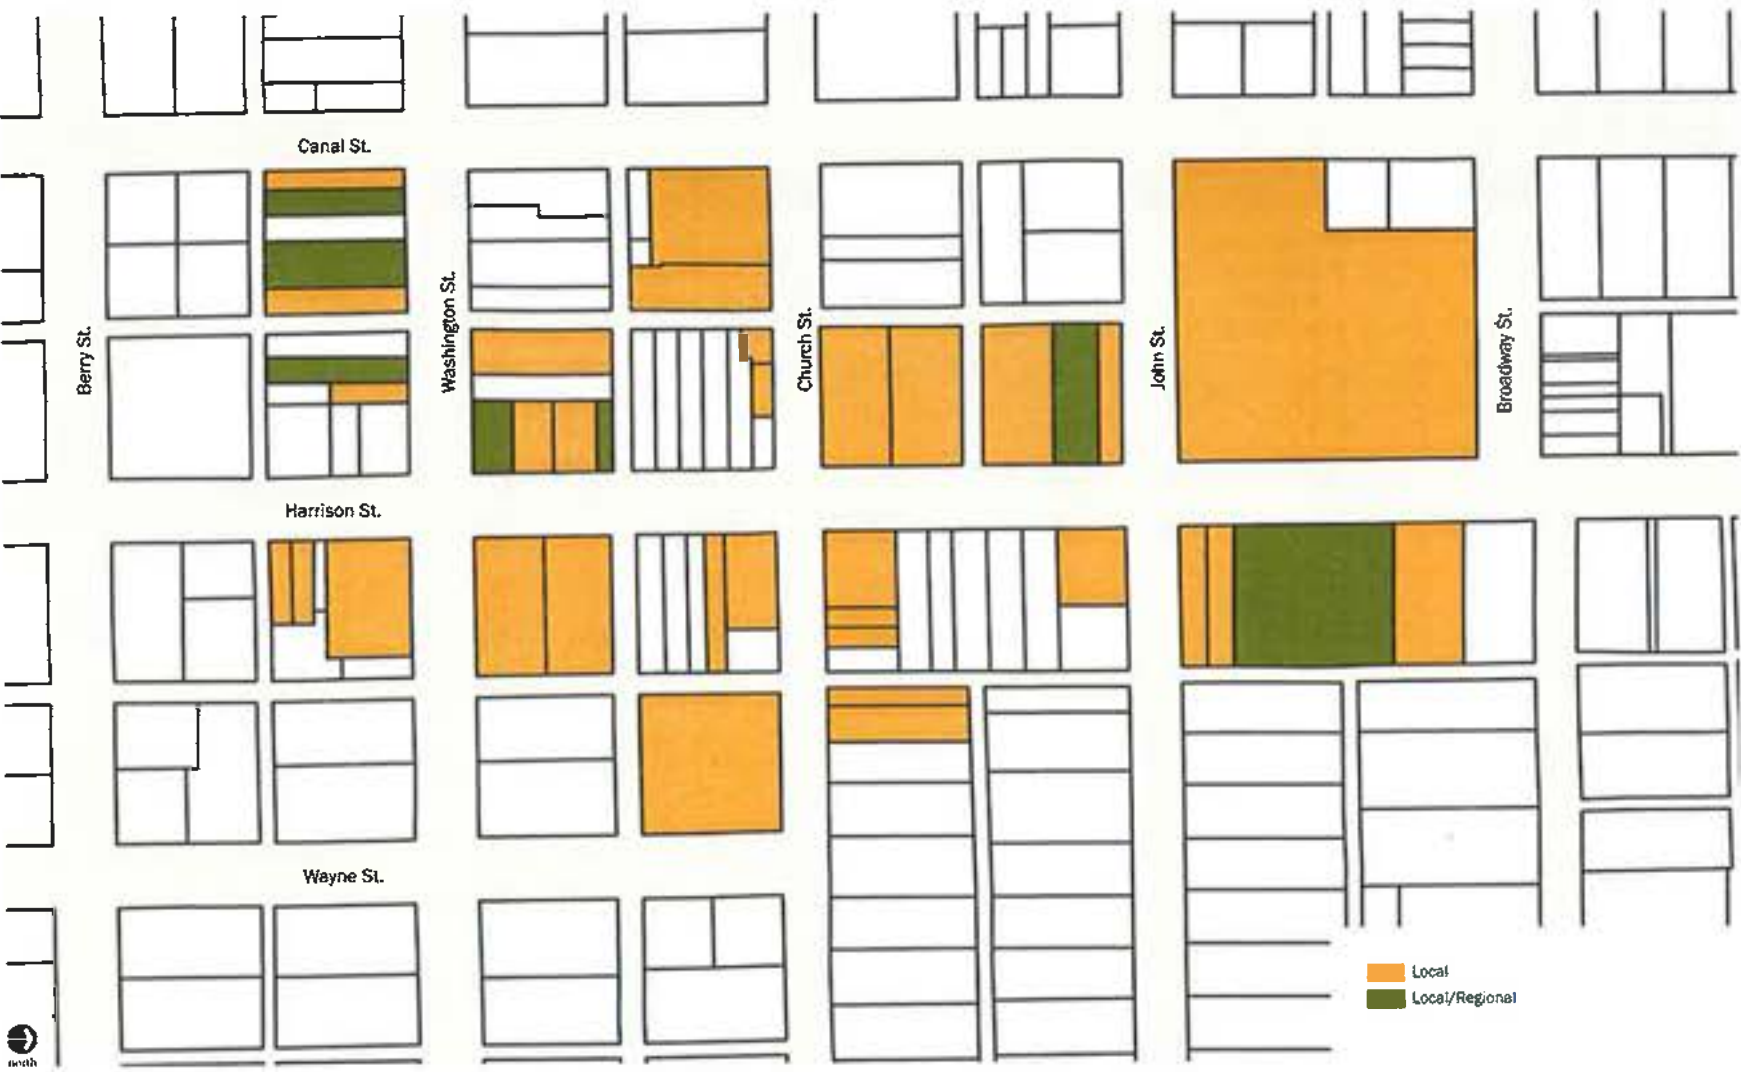 Canal St.
Berry St.
Washington St.
Church St.
John St.
Broadway St.
Harrison St.
Wayne St.
Local
Local/Regional
north